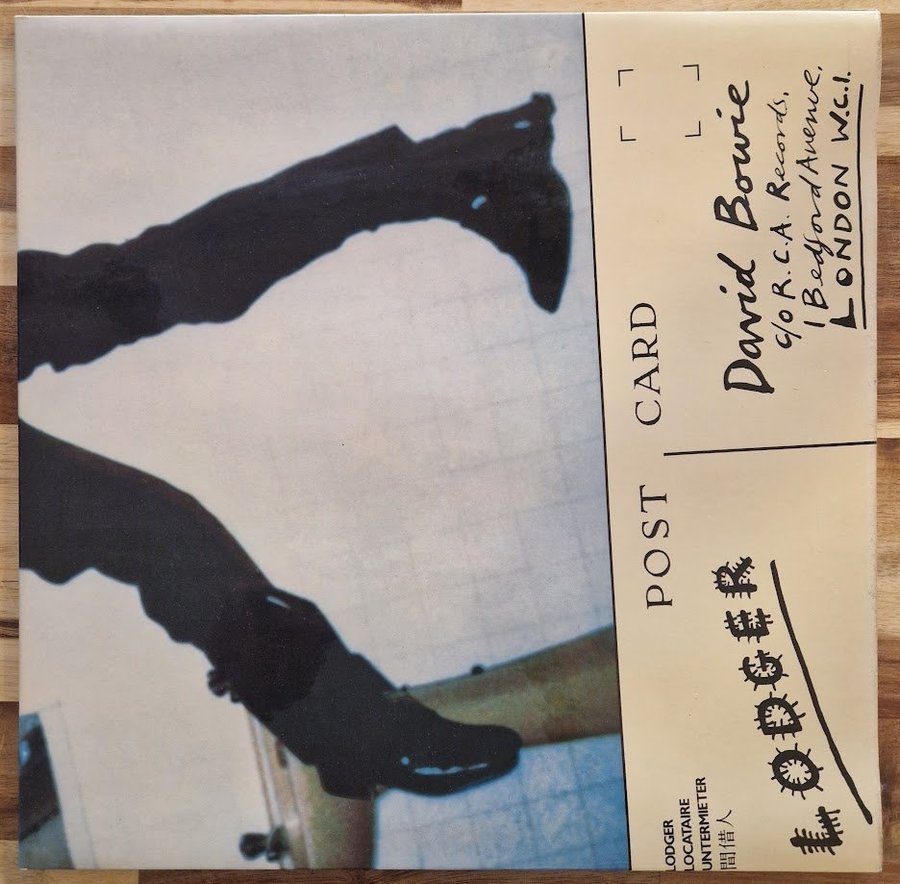 POST CARD
LODGER
David Bowie
c/o R.C.A. Records,
1 Bedford Avenue,
LONDON W.C.1.
LODGER
LOCATAIRE
UNTERMIETER
間借人